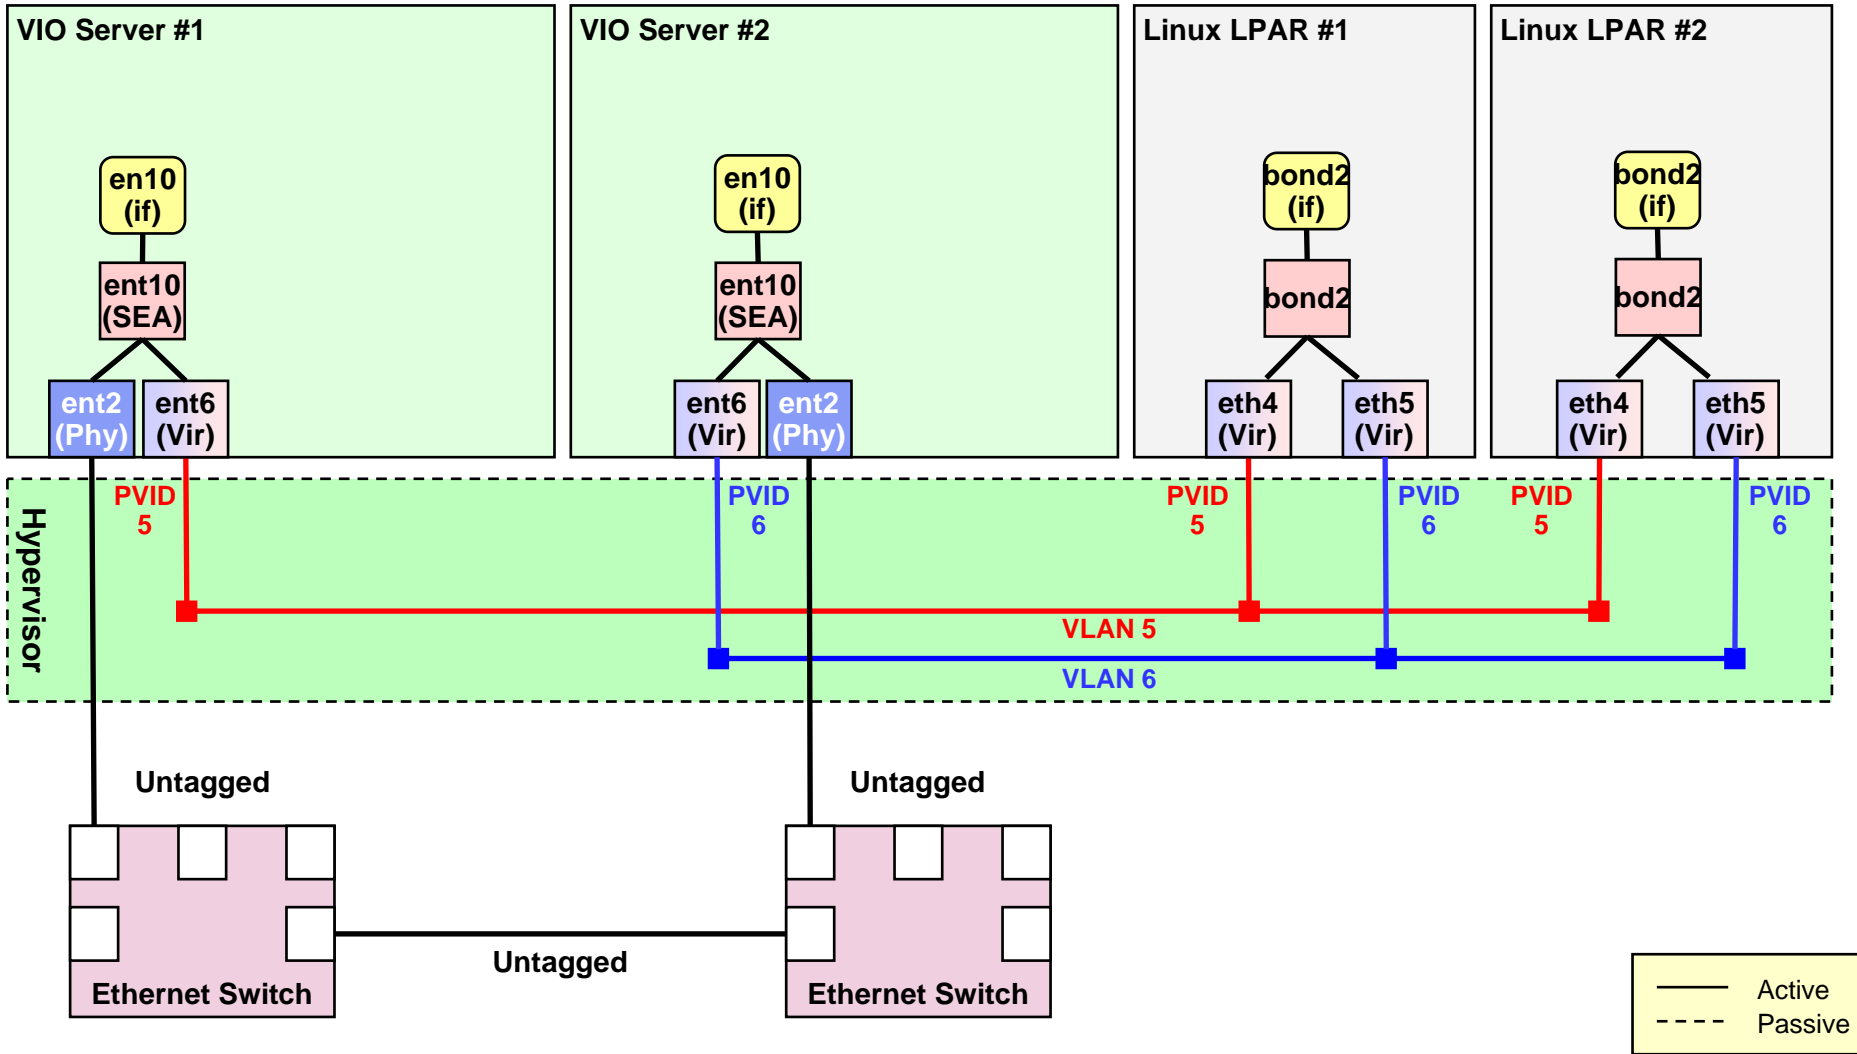 VIO Server #1
VIO Server #2
Linux LPAR #1
Linux LPAR #2
en10
(if)
en10
(if)
bond2
(if)
bond2
(if)
ent10
(SEA)
ent10
(SEA)
bond2
bond2
ent2
(Phy)
ent6
(Vir)
ent6
(Vir)
ent2
(Phy)
eth4
(Vir)
eth5
(Vir)
eth4
(Vir)
eth5
(Vir)
Hypervisor
PVID
5
PVID
6
PVID
5
PVID
6
PVID
5
PVID
6
VLAN 5
VLAN 6
Untagged
Untagged
Untagged
Ethernet Switch
Ethernet Switch
Active
Passive